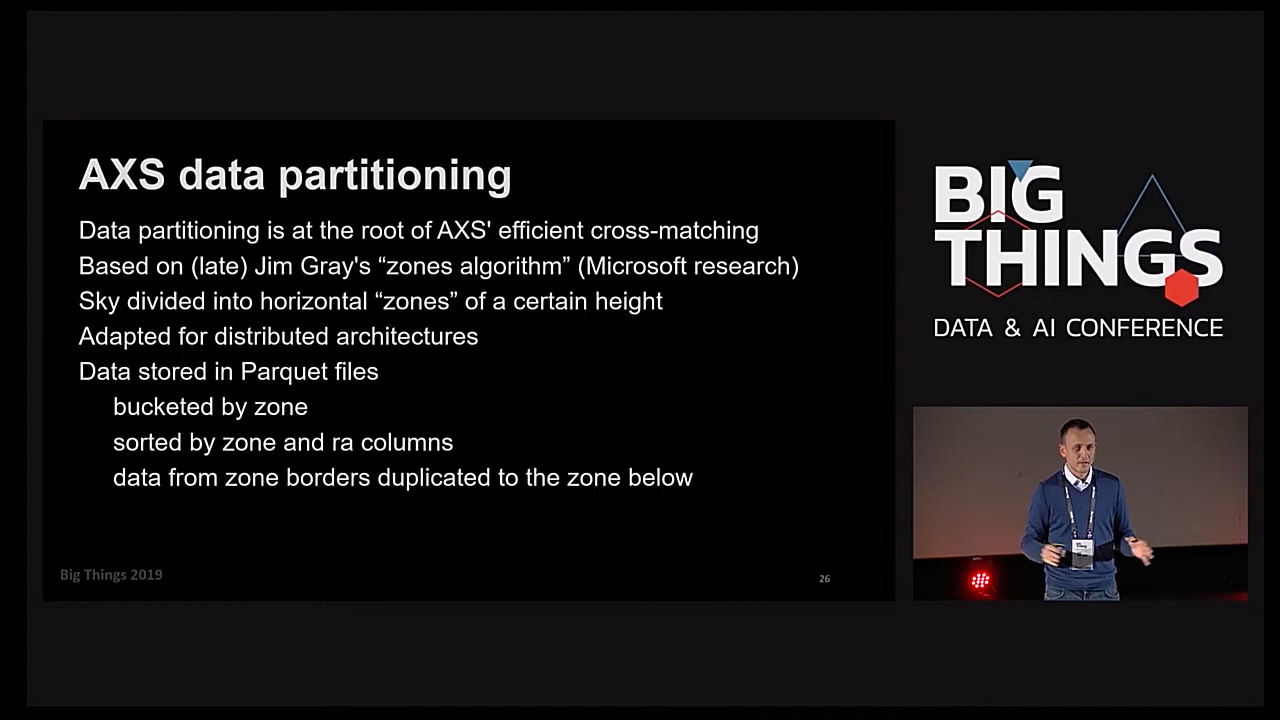 AXS data partitioning
Data partitioning is at the root of AXS' efficient cross-matching
Based on (late) Jim Gray's “zones algorithm” (Microsoft research)
Sky divided into horizontal “zones” of a certain height
Adapted for distributed architectures
Data stored in Parquet files
bucketed by zone
sorted by zone and ra columns
data from zone borders duplicated to the zone below
Big Things 2019
26
BIG
THINGS
DATA & AI CONFERENCE